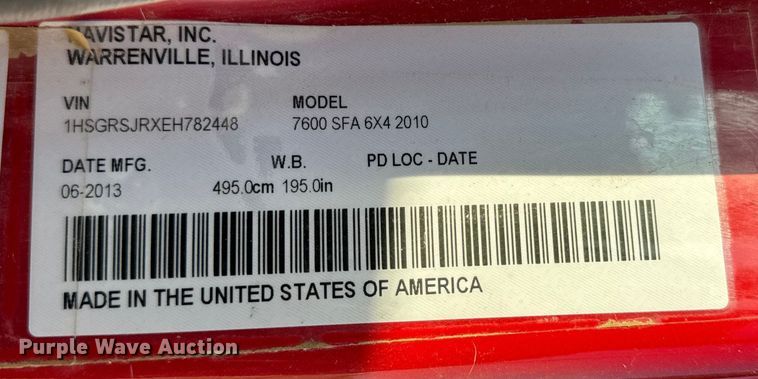 NAVISTAR, INC.
WARRENVILLE, ILLINOIS
VIN MODEL
1HSGRSJRXEH782448 7600 SFA 6X4 2010
DATE MFG. W.B. PD LOC - DATE
06-2013 495.0cm 195.0in
MADE IN THE UNITED STATES OF AMERICA
Purple Wave Auction